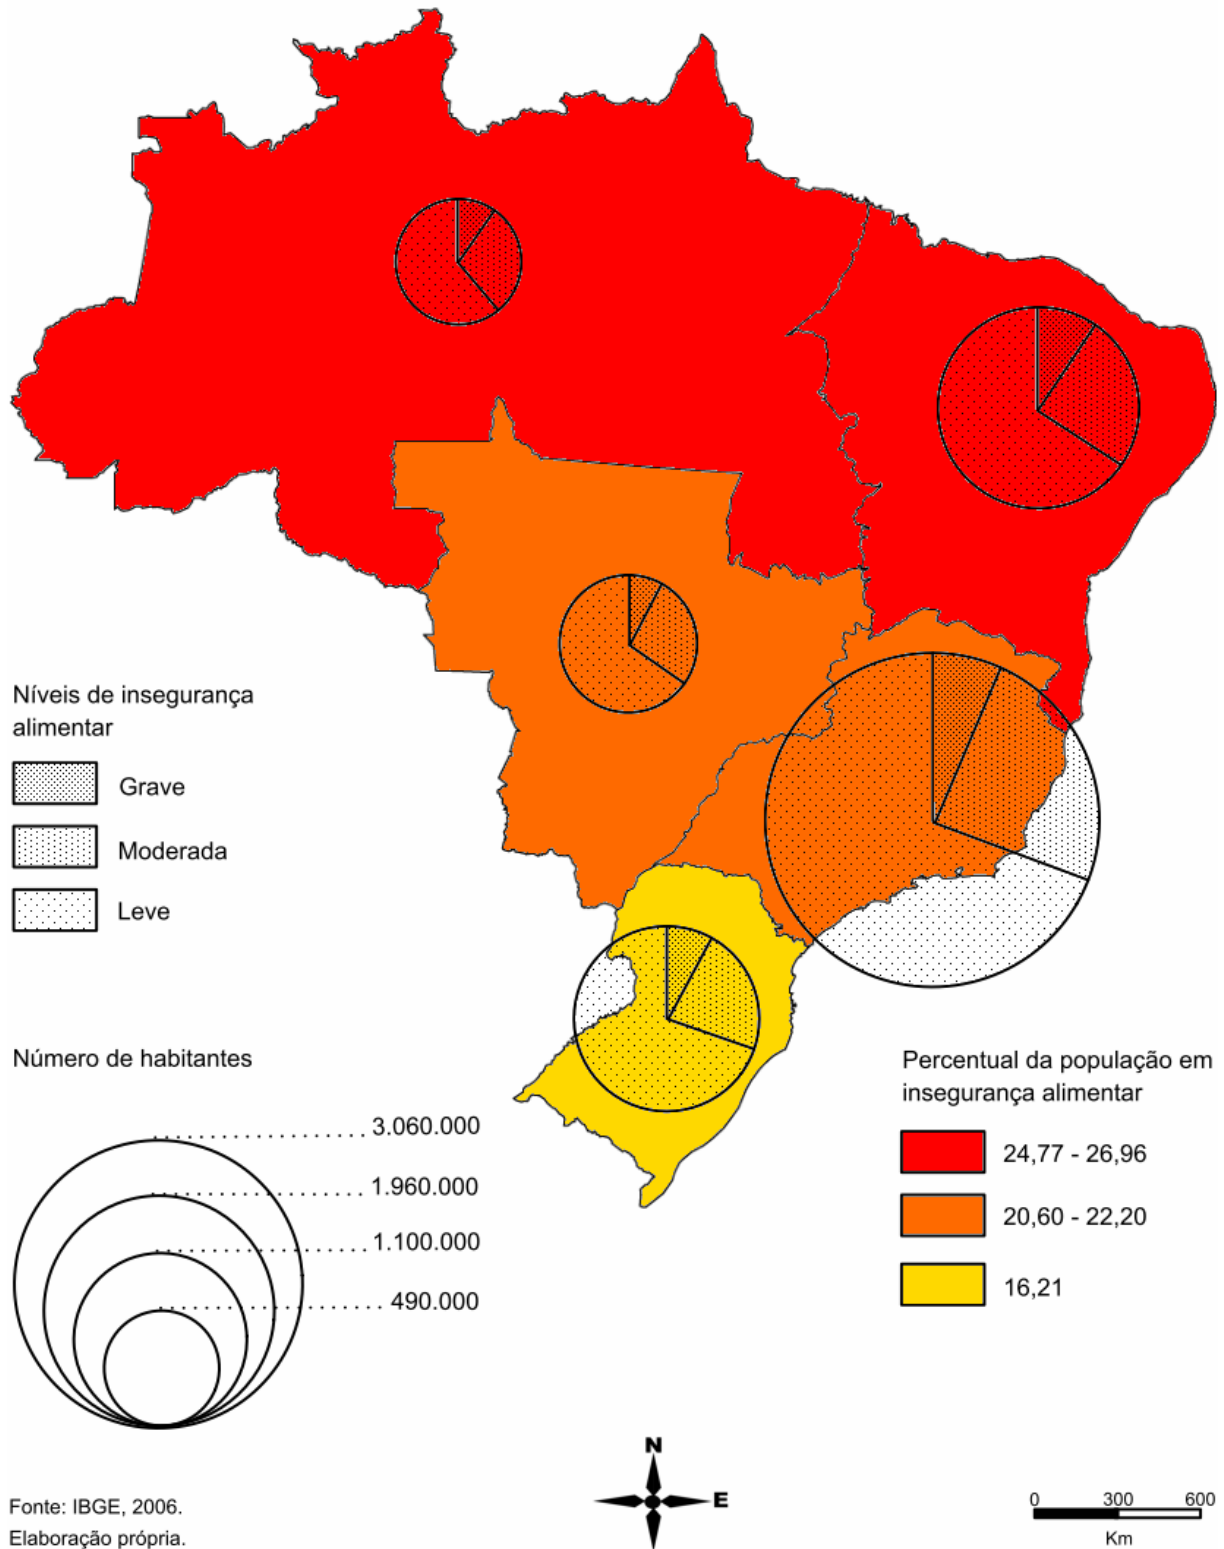 Níveis de insegurança
alimentar
Grave
Moderada
Leve
Número de habitantes
3.060.000
1.960.000
1.100.000
490.000
Percentual da população em
insegurança alimentar
24,77 - 26,96
20,60 - 22,20
16,21
N
E
0 300 600
Km
Fonte: IBGE, 2006.
Elaboração própria.